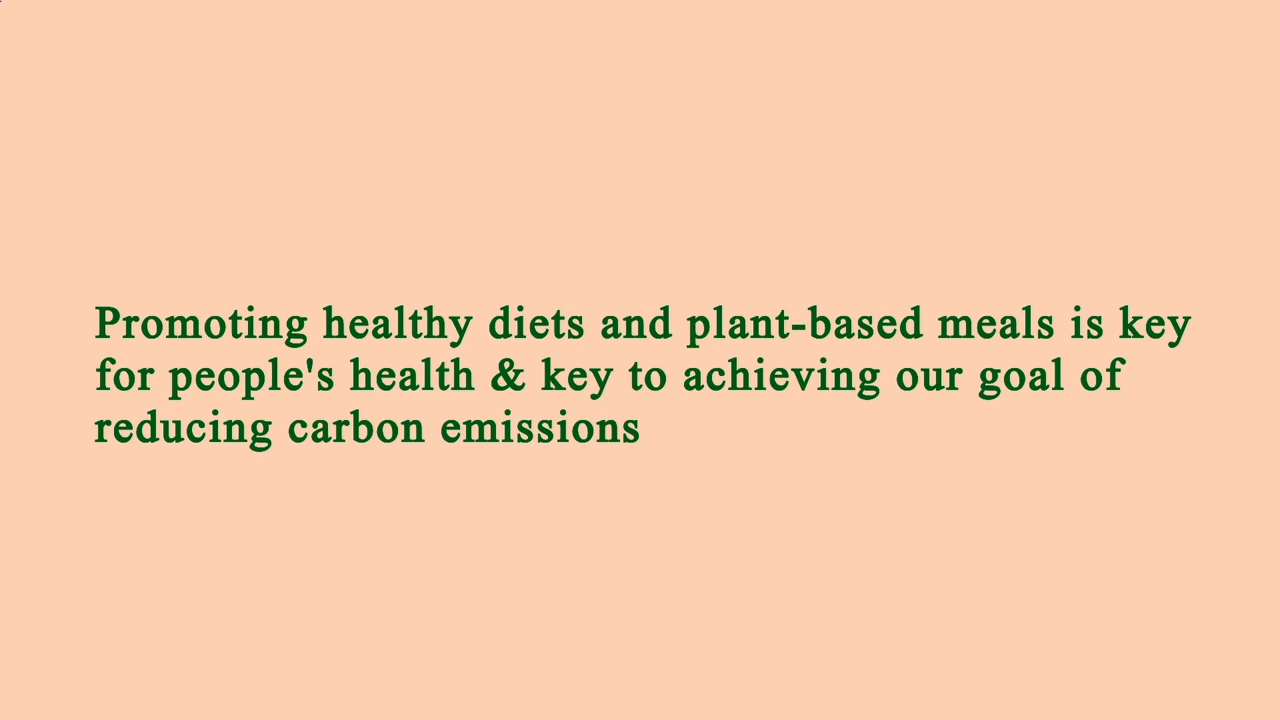 Promoting healthy diets and plant-based meals is key
for people's health & key to achieving our goal of
reducing carbon emissions